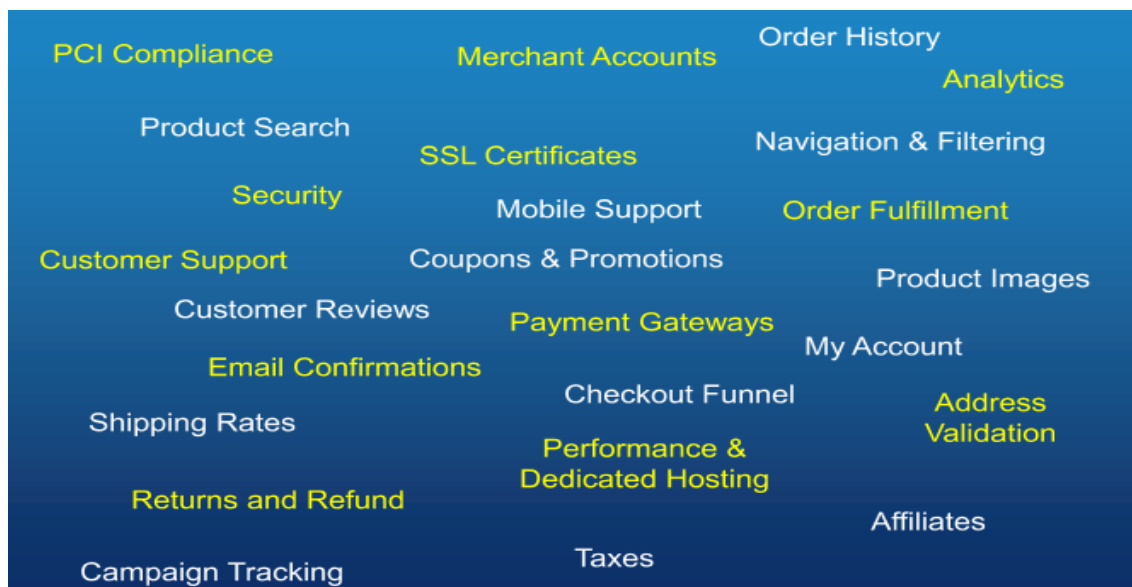 Order History
PCI Compliance
Merchant Accounts
Analytics
Product Search
Navigation & Filtering
SSL Certificates
Security
Mobile Support
Order Fulfillment
Customer Support
Coupons & Promotions
Product Images
Customer Reviews
Payment Gateways
My Account
Email Confirmations
Checkout Funnel
Address
Validation
Shipping Rates
Performance &
Dedicated Hosting
Returns and Refund
Affiliates
Taxes
Campaign Tracking